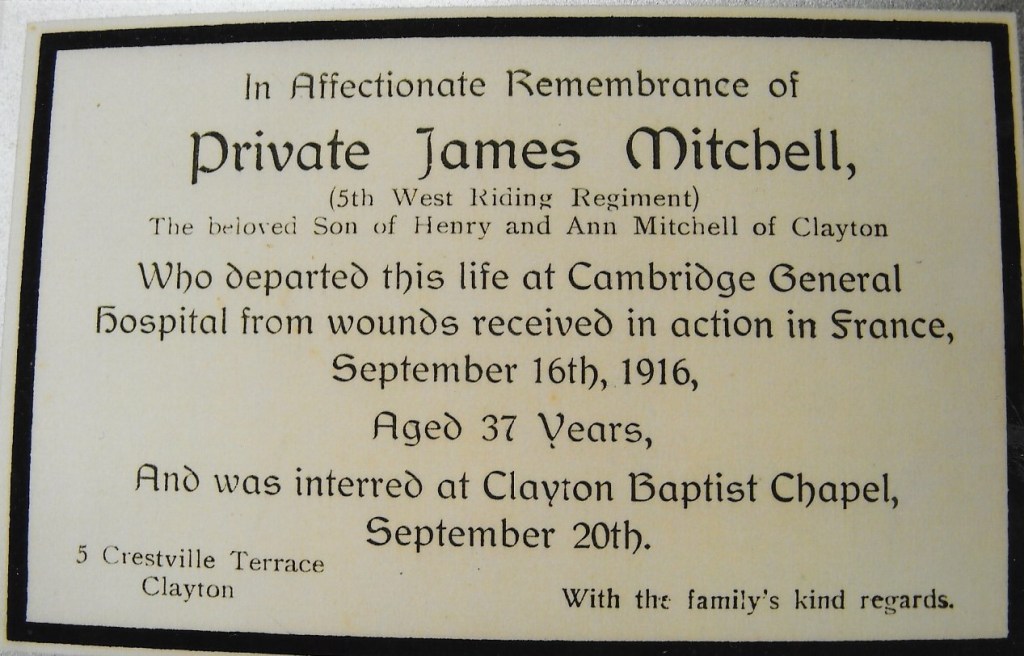 In Affectionate Remembrance of
Private James Mitchell,
(5th West Riding Regiment)
The beloved Son of Henry and Ann Mitchell of Clayton
Who departed this life at Cambridge General
Hospital from wounds received in action in France,
September 16th, 1916,
Aged 37 Years,
And was interred at Clayton Baptist Chapel,
September 20th.
5 Crestville Terrace
Clayton
With the family's kind regards.